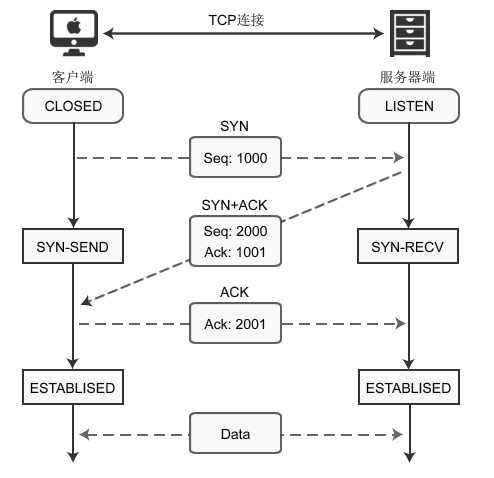 TCP连接
客户端
服务器端
CLOSED
LISTEN
SYN
Seq: 1000
SYN+ACK
Seq: 2000
Ack: 1001
SYN-SEND
SYN-RECV
ACK
Ack: 2001
ESTABLISED
ESTABLISED
Data